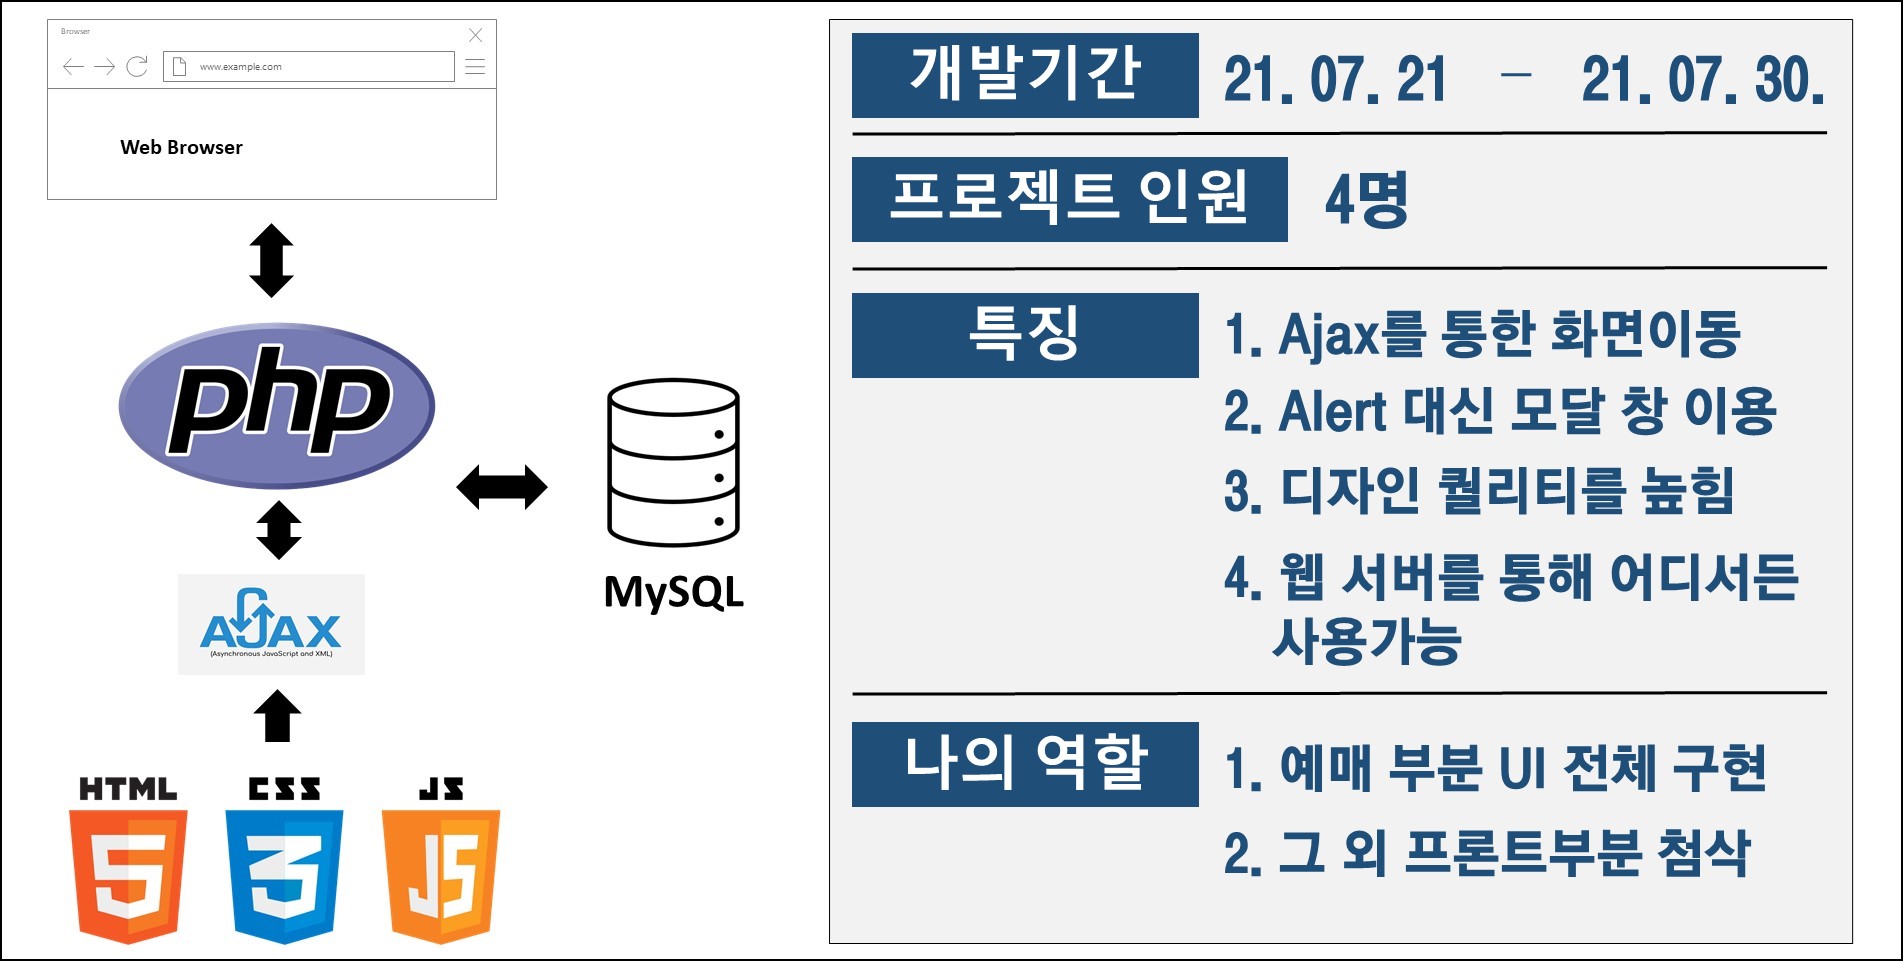 Browser
www.example.com
Web Browser
php
MySQL
AJAX
(Asynchronous JavaScript and XML)
HTML CSS JS
5 3 JS
개발기간 21. 07. 21 – 21. 07. 30.
프로젝트 인원 4명
특징 1. Ajax를 통한 화면이동
2. Alert 대신 모달 창 이용
3. 디자인 퀄리티를 높힘
4. 웹 서버를 통해 어디서든
사용가능
나의 역할 1. 예매 부분 UI 전체 구현
2. 그 외 프론트부분 첨삭